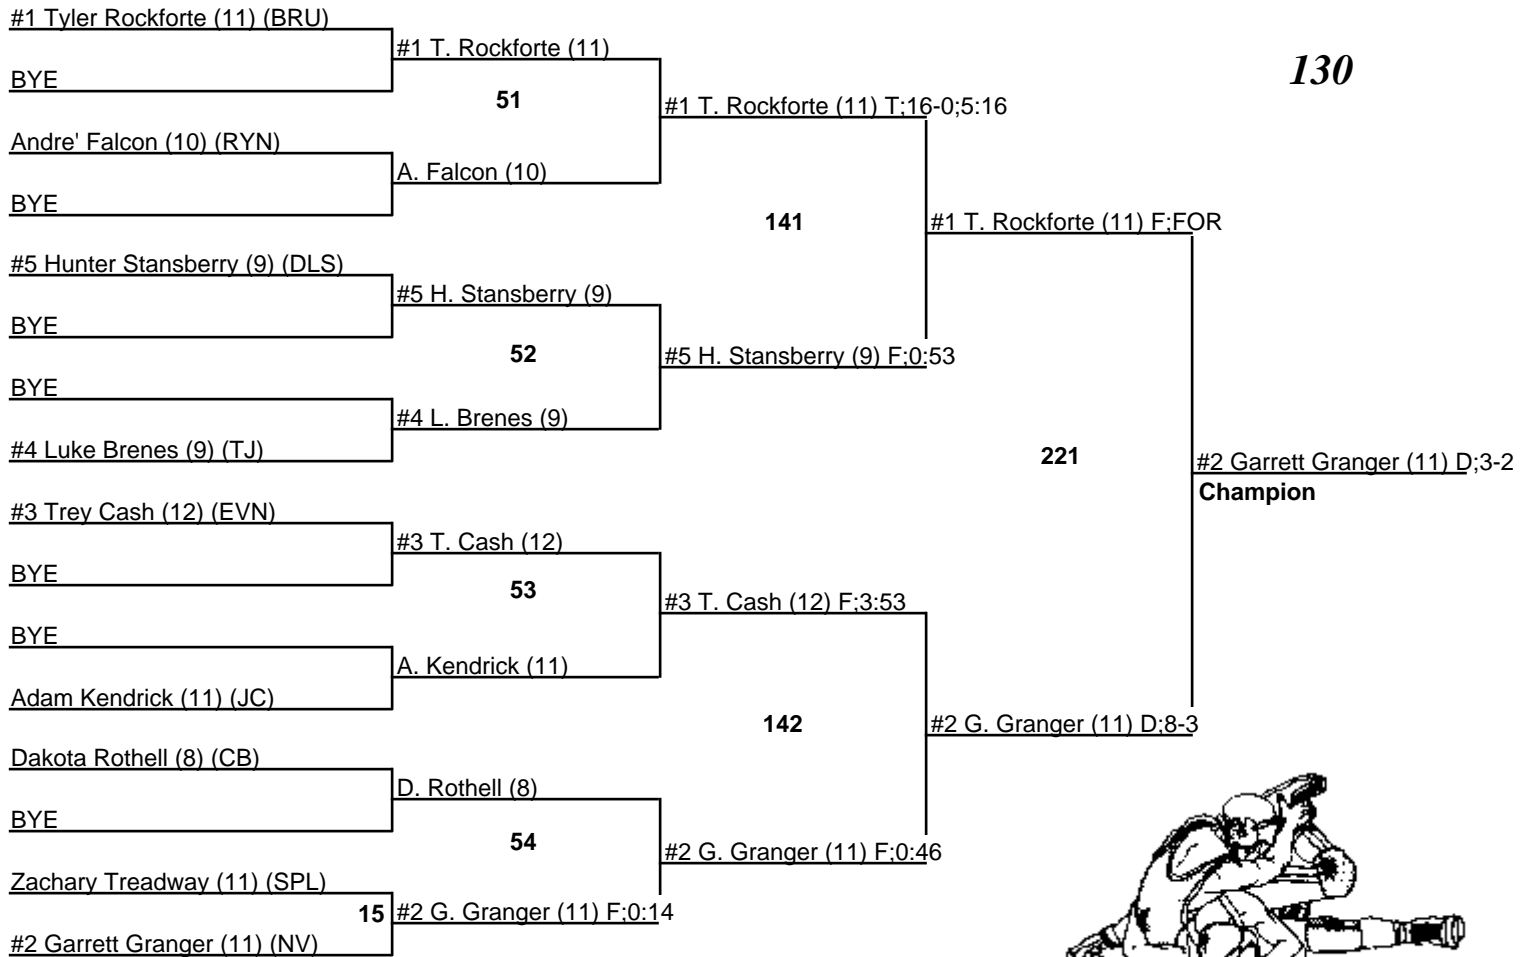 #1 Tyler Rockforte (11) (BRU)
BYE
Andre' Falcon (10) (RYN)
BYE
#5 Hunter Stansberry (9) (DLS)
BYE
BYE
#4 Luke Brenes (9) (TJ)
#3 Trey Cash (12) (EVN)
BYE
BYE
Adam Kendrick (11) (JC)
Dakota Rothell (8) (CB)
BYE
Zachary Treadway (11) (SPL)
#2 Garrett Granger (11) (NV)
15
#1 T. Rockforte (11)
51
A. Falcon (10)
#5 H. Stansberry (9)
52
#4 L. Brenes (9)
#3 T. Cash (12)
53
A. Kendrick (11)
D. Rothell (8)
54
#2 G. Granger (11) F;0:14
#1 T. Rockforte (11) T;16-0;5:16
141
#5 H. Stansberry (9) F;0:53
#3 T. Cash (12) F;3:53
142
#2 G. Granger (11) F;0:46
#1 T. Rockforte (11) F;FOR
221
#2 G. Granger (11) D;8-3
130
#2 Garrett Granger (11) D;3-2
Champion